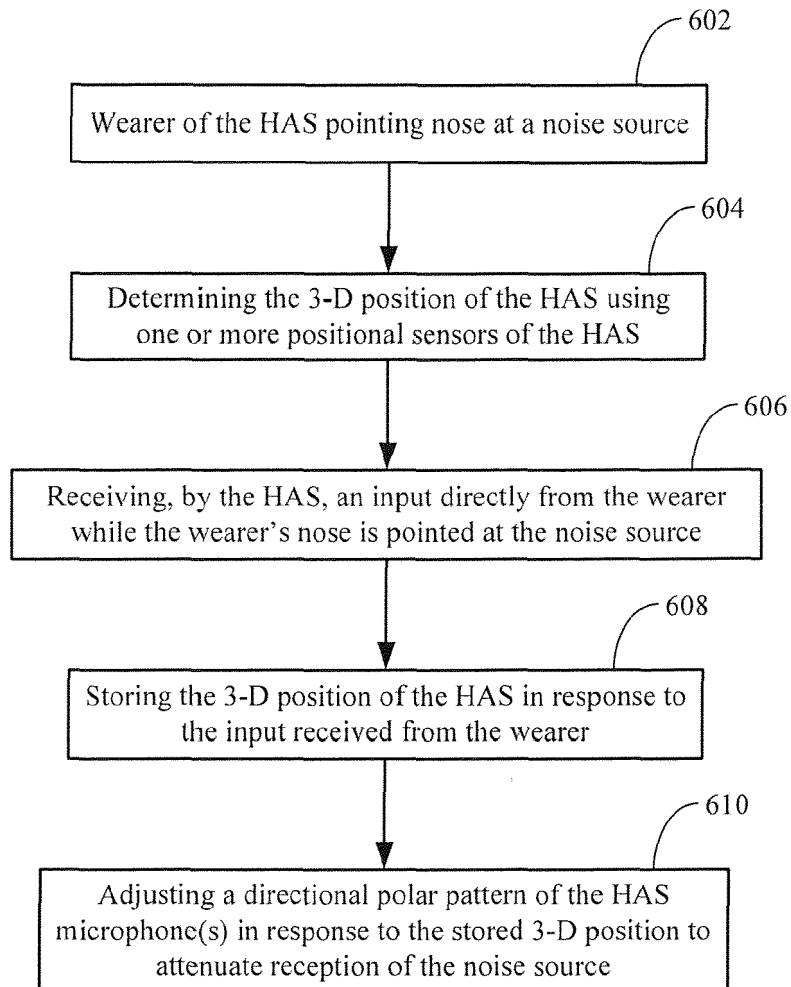 602
Wearer of the HAS pointing nose at a noise source
604
Determining the 3-D position of the HAS using
one or more positional sensors of the HAS
606
Receiving, by the HAS, an input directly from the wearer
while the wearer's nose is pointed at the noise source
608
Storing the 3-D position of the HAS in response to
the input received from the wearer
610
Adjusting a directional polar pattern of the HAS
microphone(s) in response to the stored 3-D position to
attenuate reception of the noise source